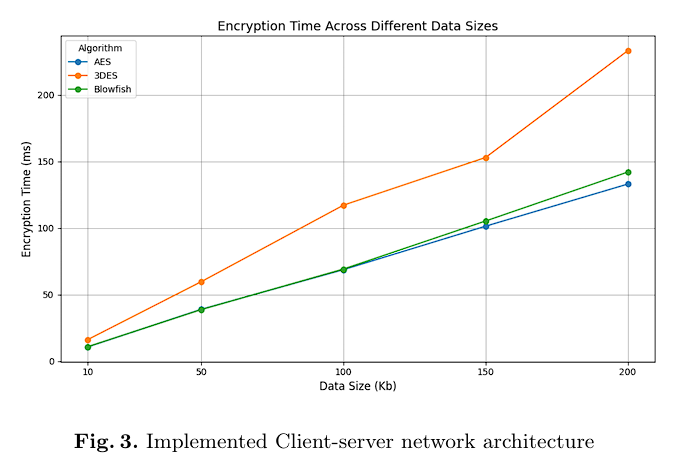 Encryption Time Across Different Data Sizes
Algorithm
AES
3DES
Blowfish
Encryption Time (ms)
200
150
100
50
0
10 50 100 150 200
Data Size (Kb)
Fig. 3. Implemented Client-server network architecture